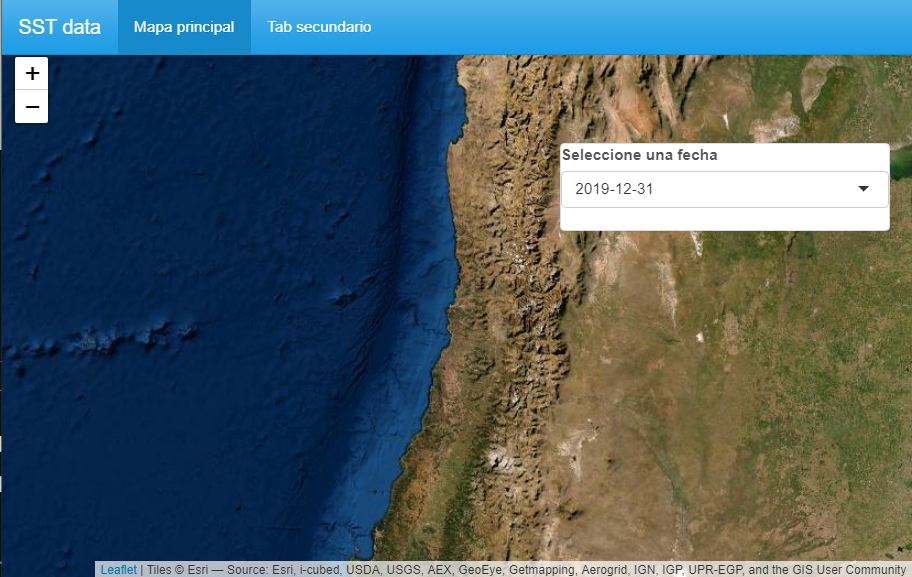 SST data Mapa principal Tab secundario
+
−
Seleccione una fecha
2019-12-31
Leaflet | Tiles © Esri — Source: Esri, i-cubed, USDA, USGS, AEX, GeoEye, Getmapping, Aerogrid, IGN, IGP, UPR-EGP, and the GIS User Community